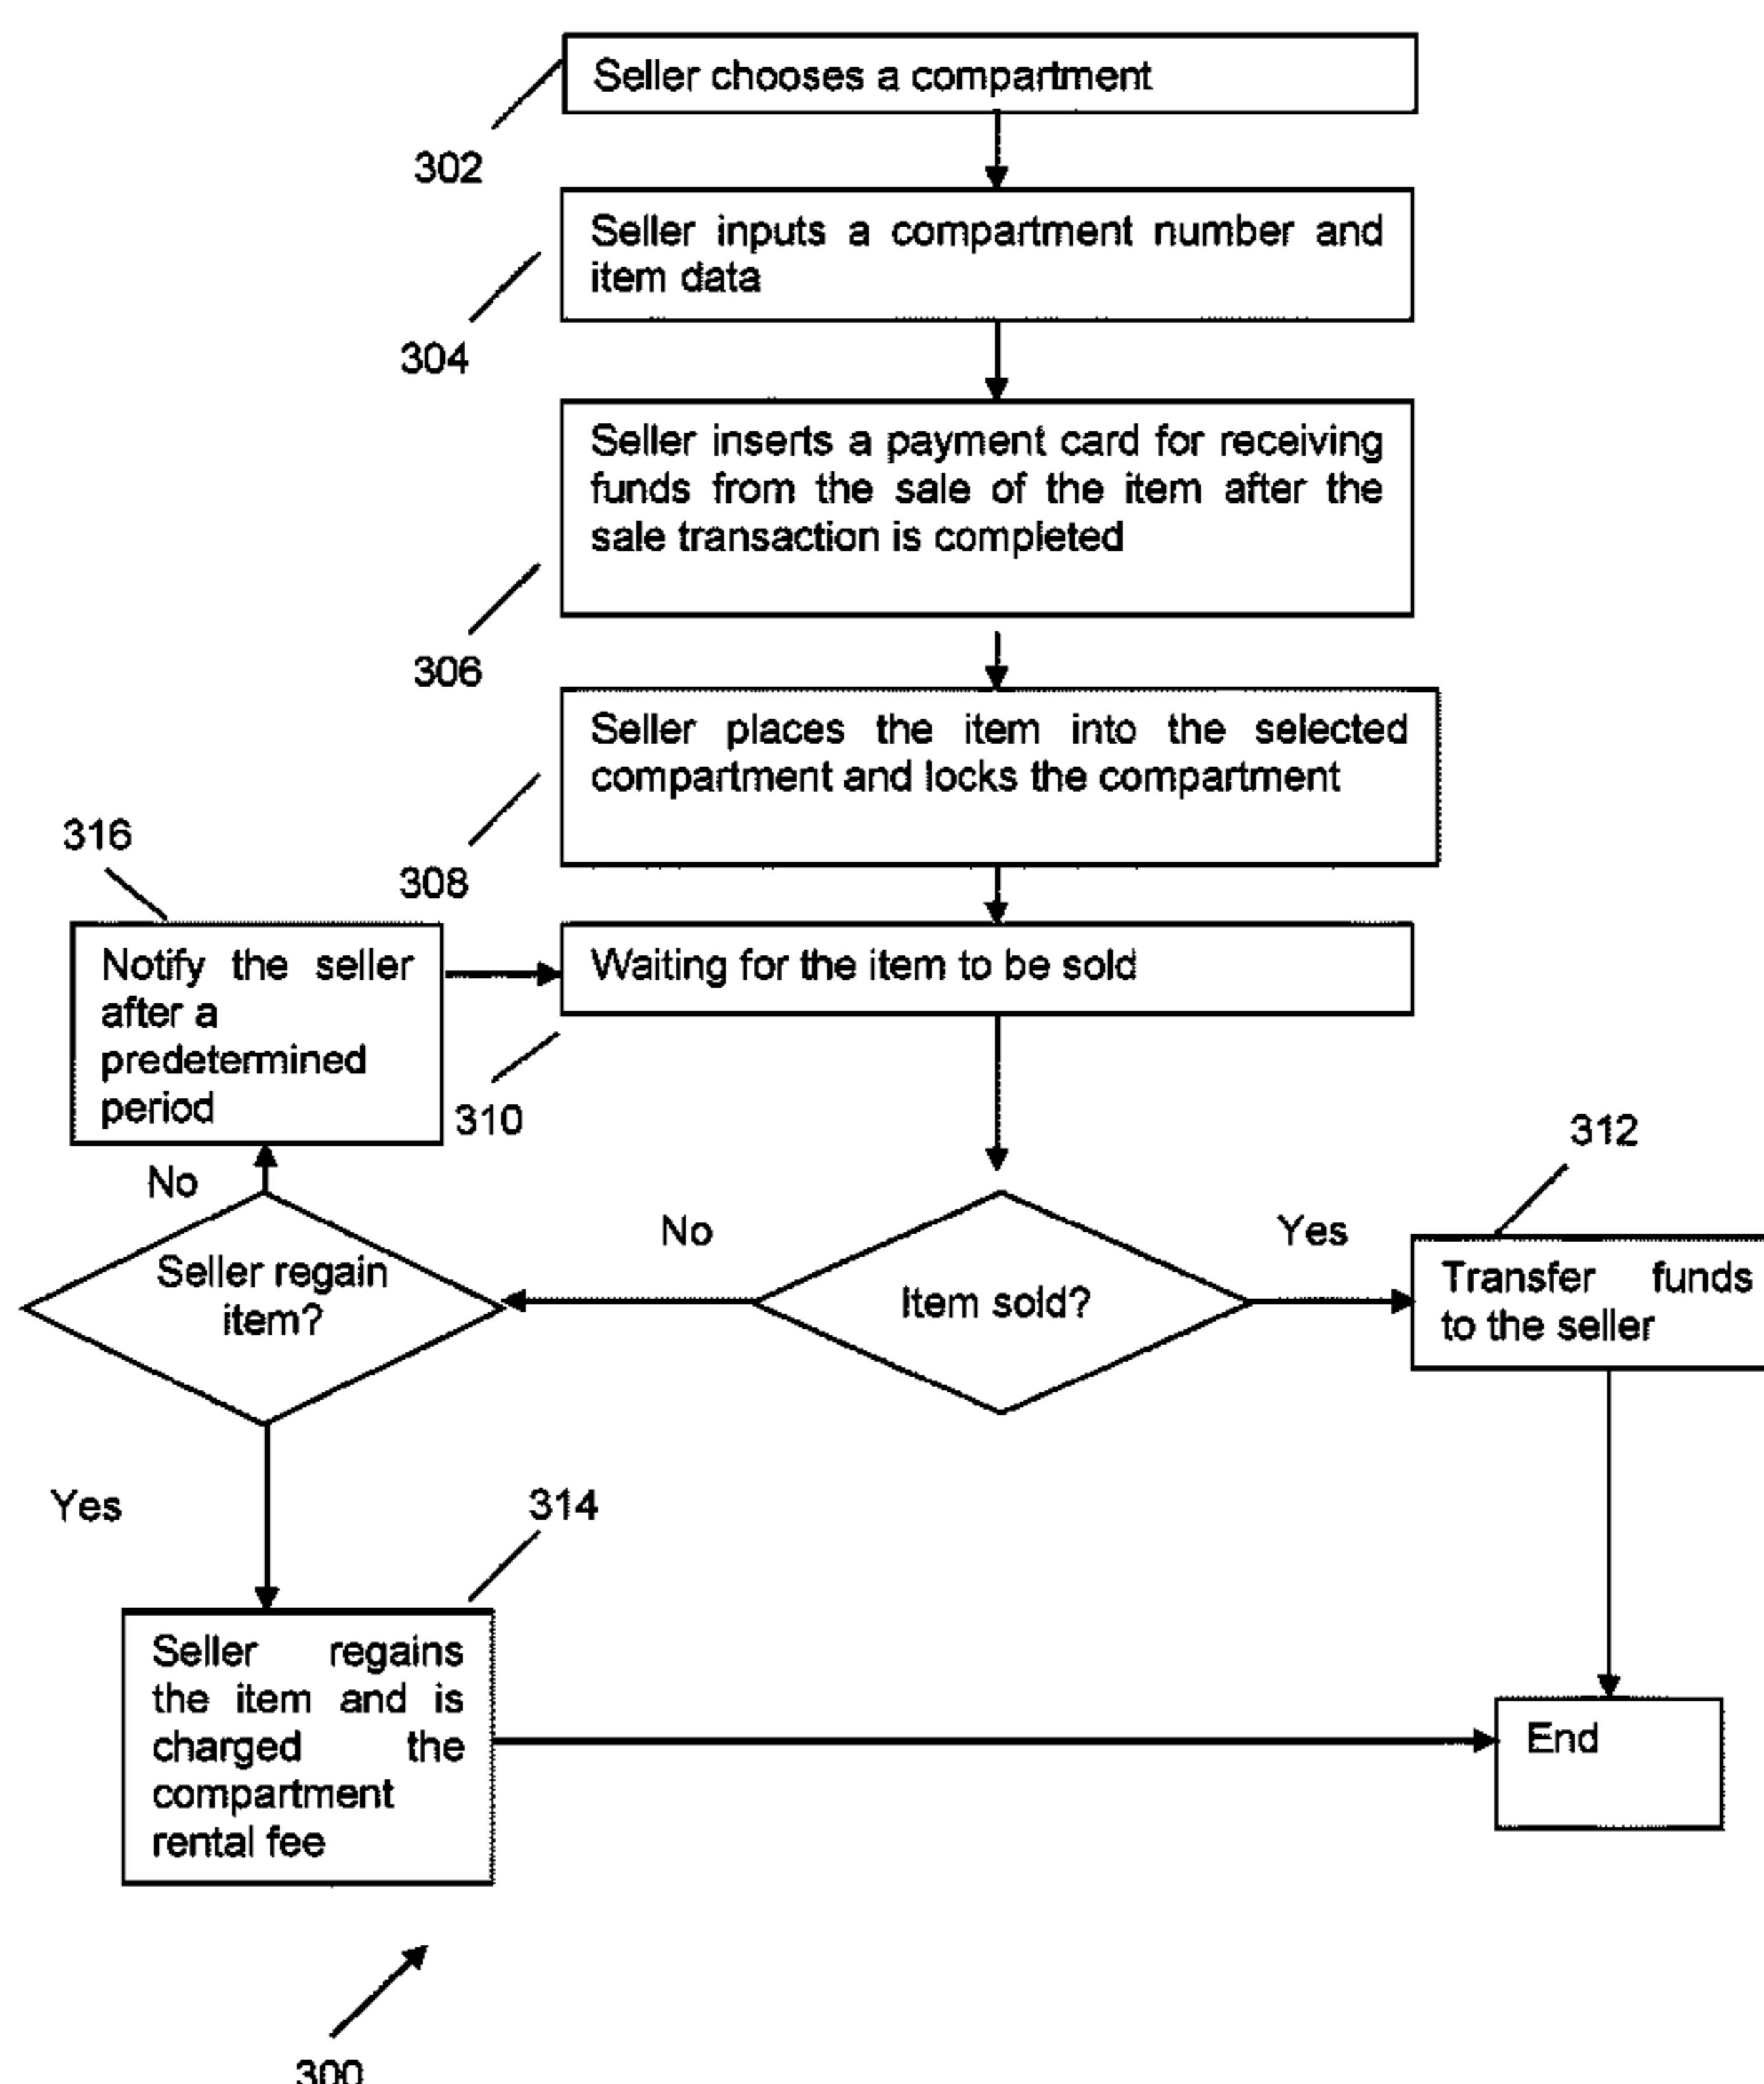 Seller chooses a compartment
302
Seller inputs a compartment number and
item data
304
Seller inserts a payment card for receiving
funds from the sale of the item after the
sale transaction is completed
306
Seller places the item into the selected
compartment and locks the compartment
308
316
Notify the seller
after a
predetermined
period
Waiting for the item to be sold
310
312
No
Seller regain
item?
No
Item sold?
Yes
Transfer funds
to the seller
Yes
314
Seller regains
the item and is
charged the
compartment
rental fee
End
300